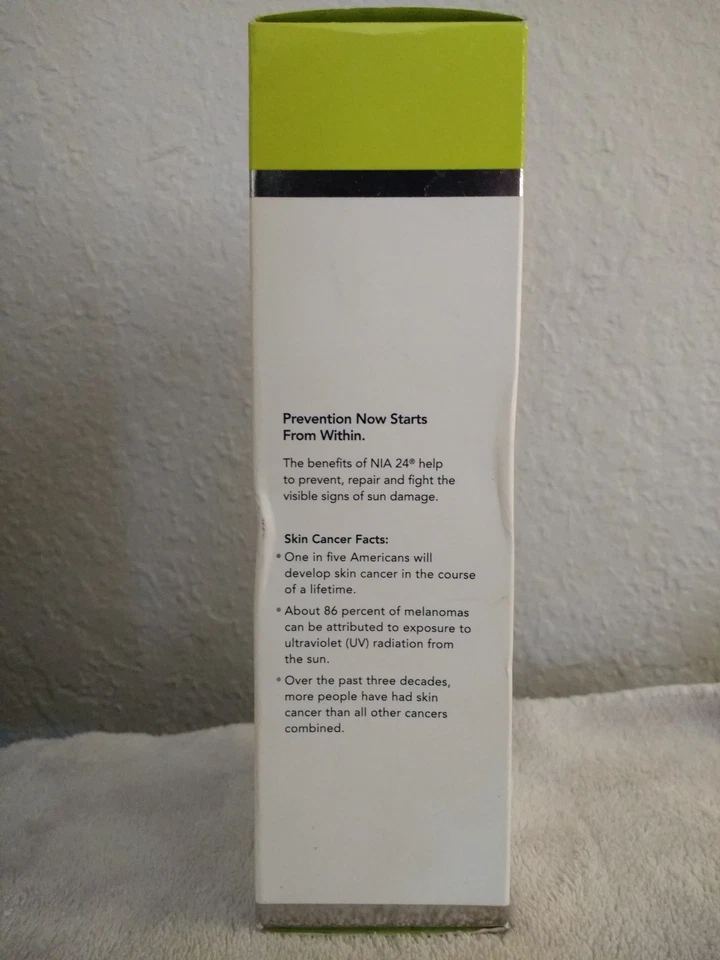 Prevention Now Starts
From Within.
The benefits of NIA 24® help
to prevent, repair and fight the
visible signs of sun damage.
Skin Cancer Facts:
• One in five Americans will
develop skin cancer in the course
of a lifetime.
• About 86 percent of melanomas
can be attributed to exposure to
ultraviolet (UV) radiation from
the sun.
• Over the past three decades,
more people have had skin
cancer than all other cancers
combined.